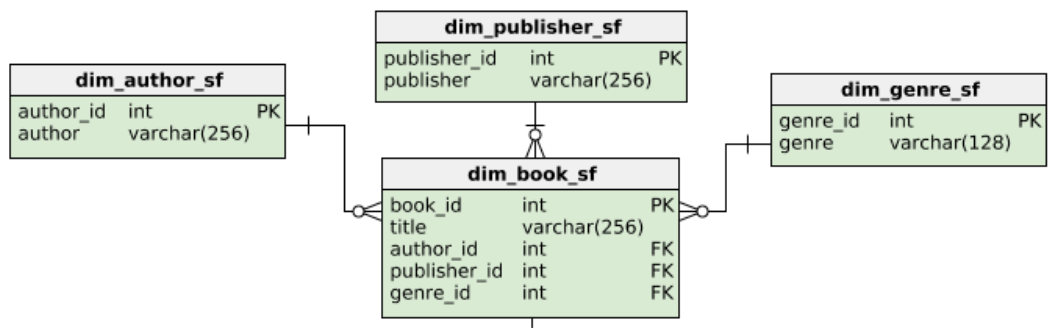 dim_publisher_sf
publisher_id int PK
publisher varchar(256)
dim_author_sf
author_id int PK
author varchar(256)
dim_genre_sf
genre_id int PK
genre varchar(128)
dim_book_sf
book_id int PK
title varchar(256)
author_id int FK
publisher_id int FK
genre_id int FK